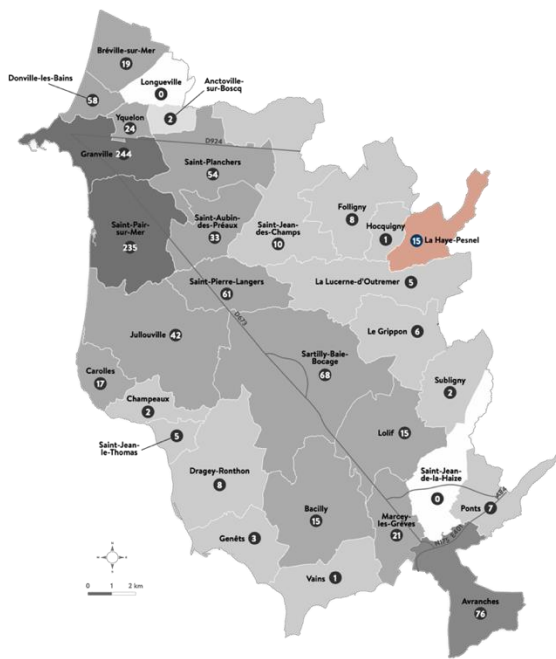 Bréville-sur-Mer
19
Donville-les-Bains
58
Longueville
0
Anctoville-
sur-Boscq
2
Yquelon
24
D924
Granville
244
Saint-Planchers
54
Saint-Pair-
sur-Mer
235
Saint-Aubin-
des-Préaux
33
Saint-Jean-
des-Champs
10
Folligny
8
Hocquigny
1
15
La Haye-Pesnel
La Lucerne-d'Outremer
5
Saint-Pierre-Langers
61
D673
Le Grippon
6
Jullouville
42
Sartilly-Baie-
Bocage
68
Carolles
17
Subligny
2
Champeaux
2
Lolif
15
Saint-Jean-
le-Thomas
5
Saint-Jean-
de-la-Haize
0
Dragey-Ronthon
8
Bacilly
15
Marcey-
les-Grèves
21
Ponts
7
Genêts
3
Vains
1
Avranches
76
0 1 2 km